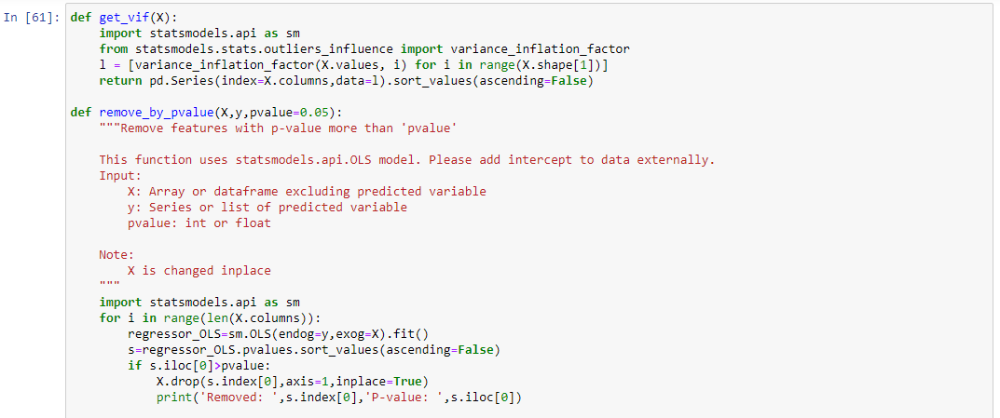 In [61]: def get_vif(X):
    import statsmodels.api as sm
    from statsmodels.stats.outliers_influence import variance_inflation_factor
    l = [variance_inflation_factor(X.values, i) for i in range(X.shape[1])]
    return pd.Series(index=X.columns,data=l).sort_values(ascending=False)

def remove_by_pvalue(X,y,pvalue=0.05):
    """Remove features with p-value more than 'pvalue'

    This function uses statsmodels.api.OLS model. Please add intercept to data externally.
    Input:
        X: Array or dataframe excluding predicted variable
        y: Series or list of predicted variable
        pvalue: int or float

    Note:
        X is changed inplace
    """
    import statsmodels.api as sm
    for i in range(len(X.columns)):
        regressor_OLS=sm.OLS(endog=y,exog=X).fit()
        s=regressor_OLS.pvalues.sort_values(ascending=False)
        if s.iloc[0]>pvalue:
            X.drop(s.index[0],axis=1,inplace=True)
            print('Removed: ',s.index[0],'P-value: ',s.iloc[0])